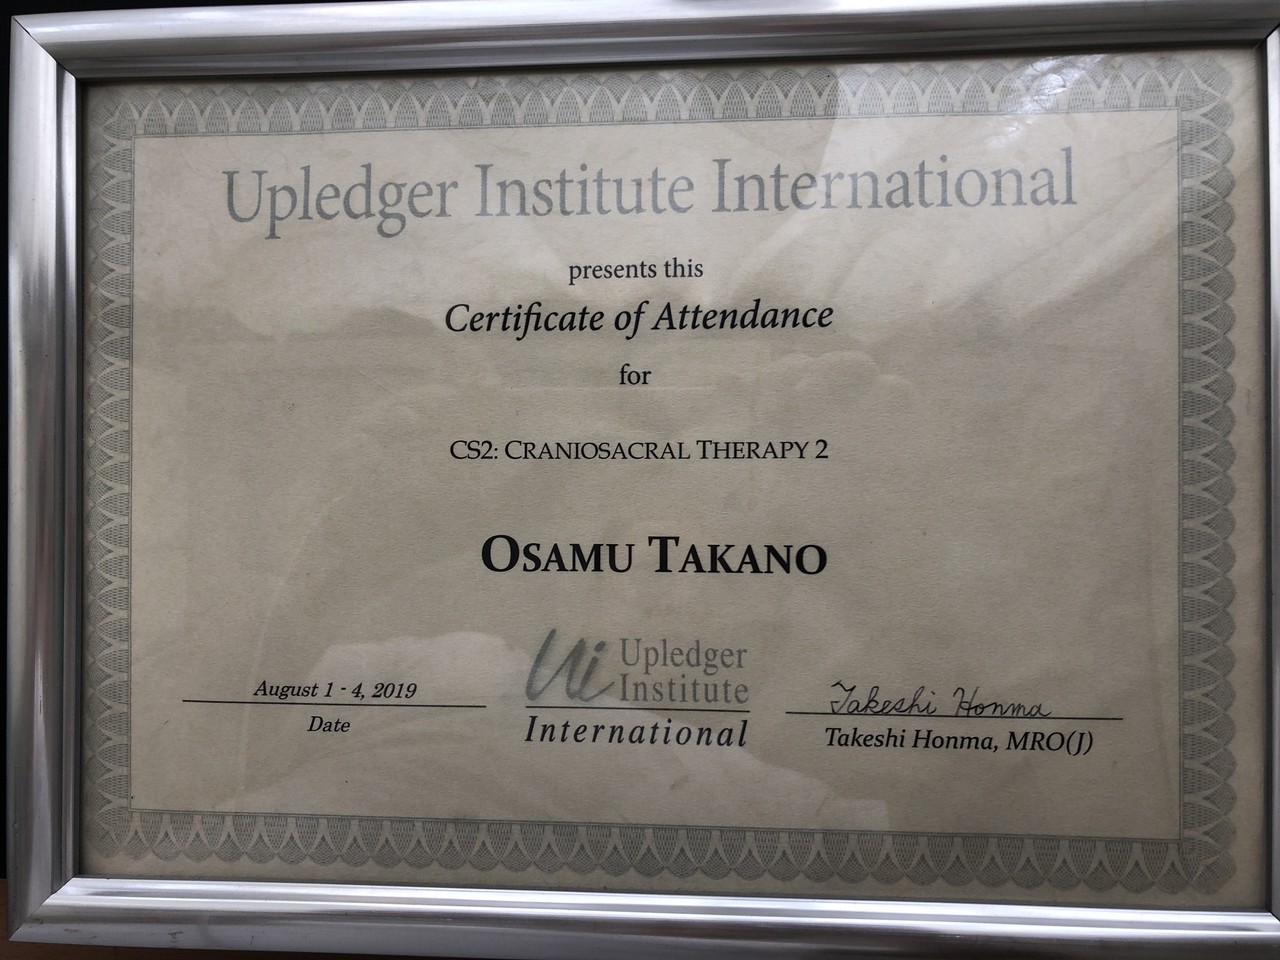 Upledger Institute International
presents this
Certificate of Attendance
for
CS2: CRANIOSACRAL THERAPY 2
OSAMU TAKANO
August 1 - 4, 2019
Date
Ui Upledger
Institute
International
Takeshi Honma
Takeshi Honma, MRO(J)